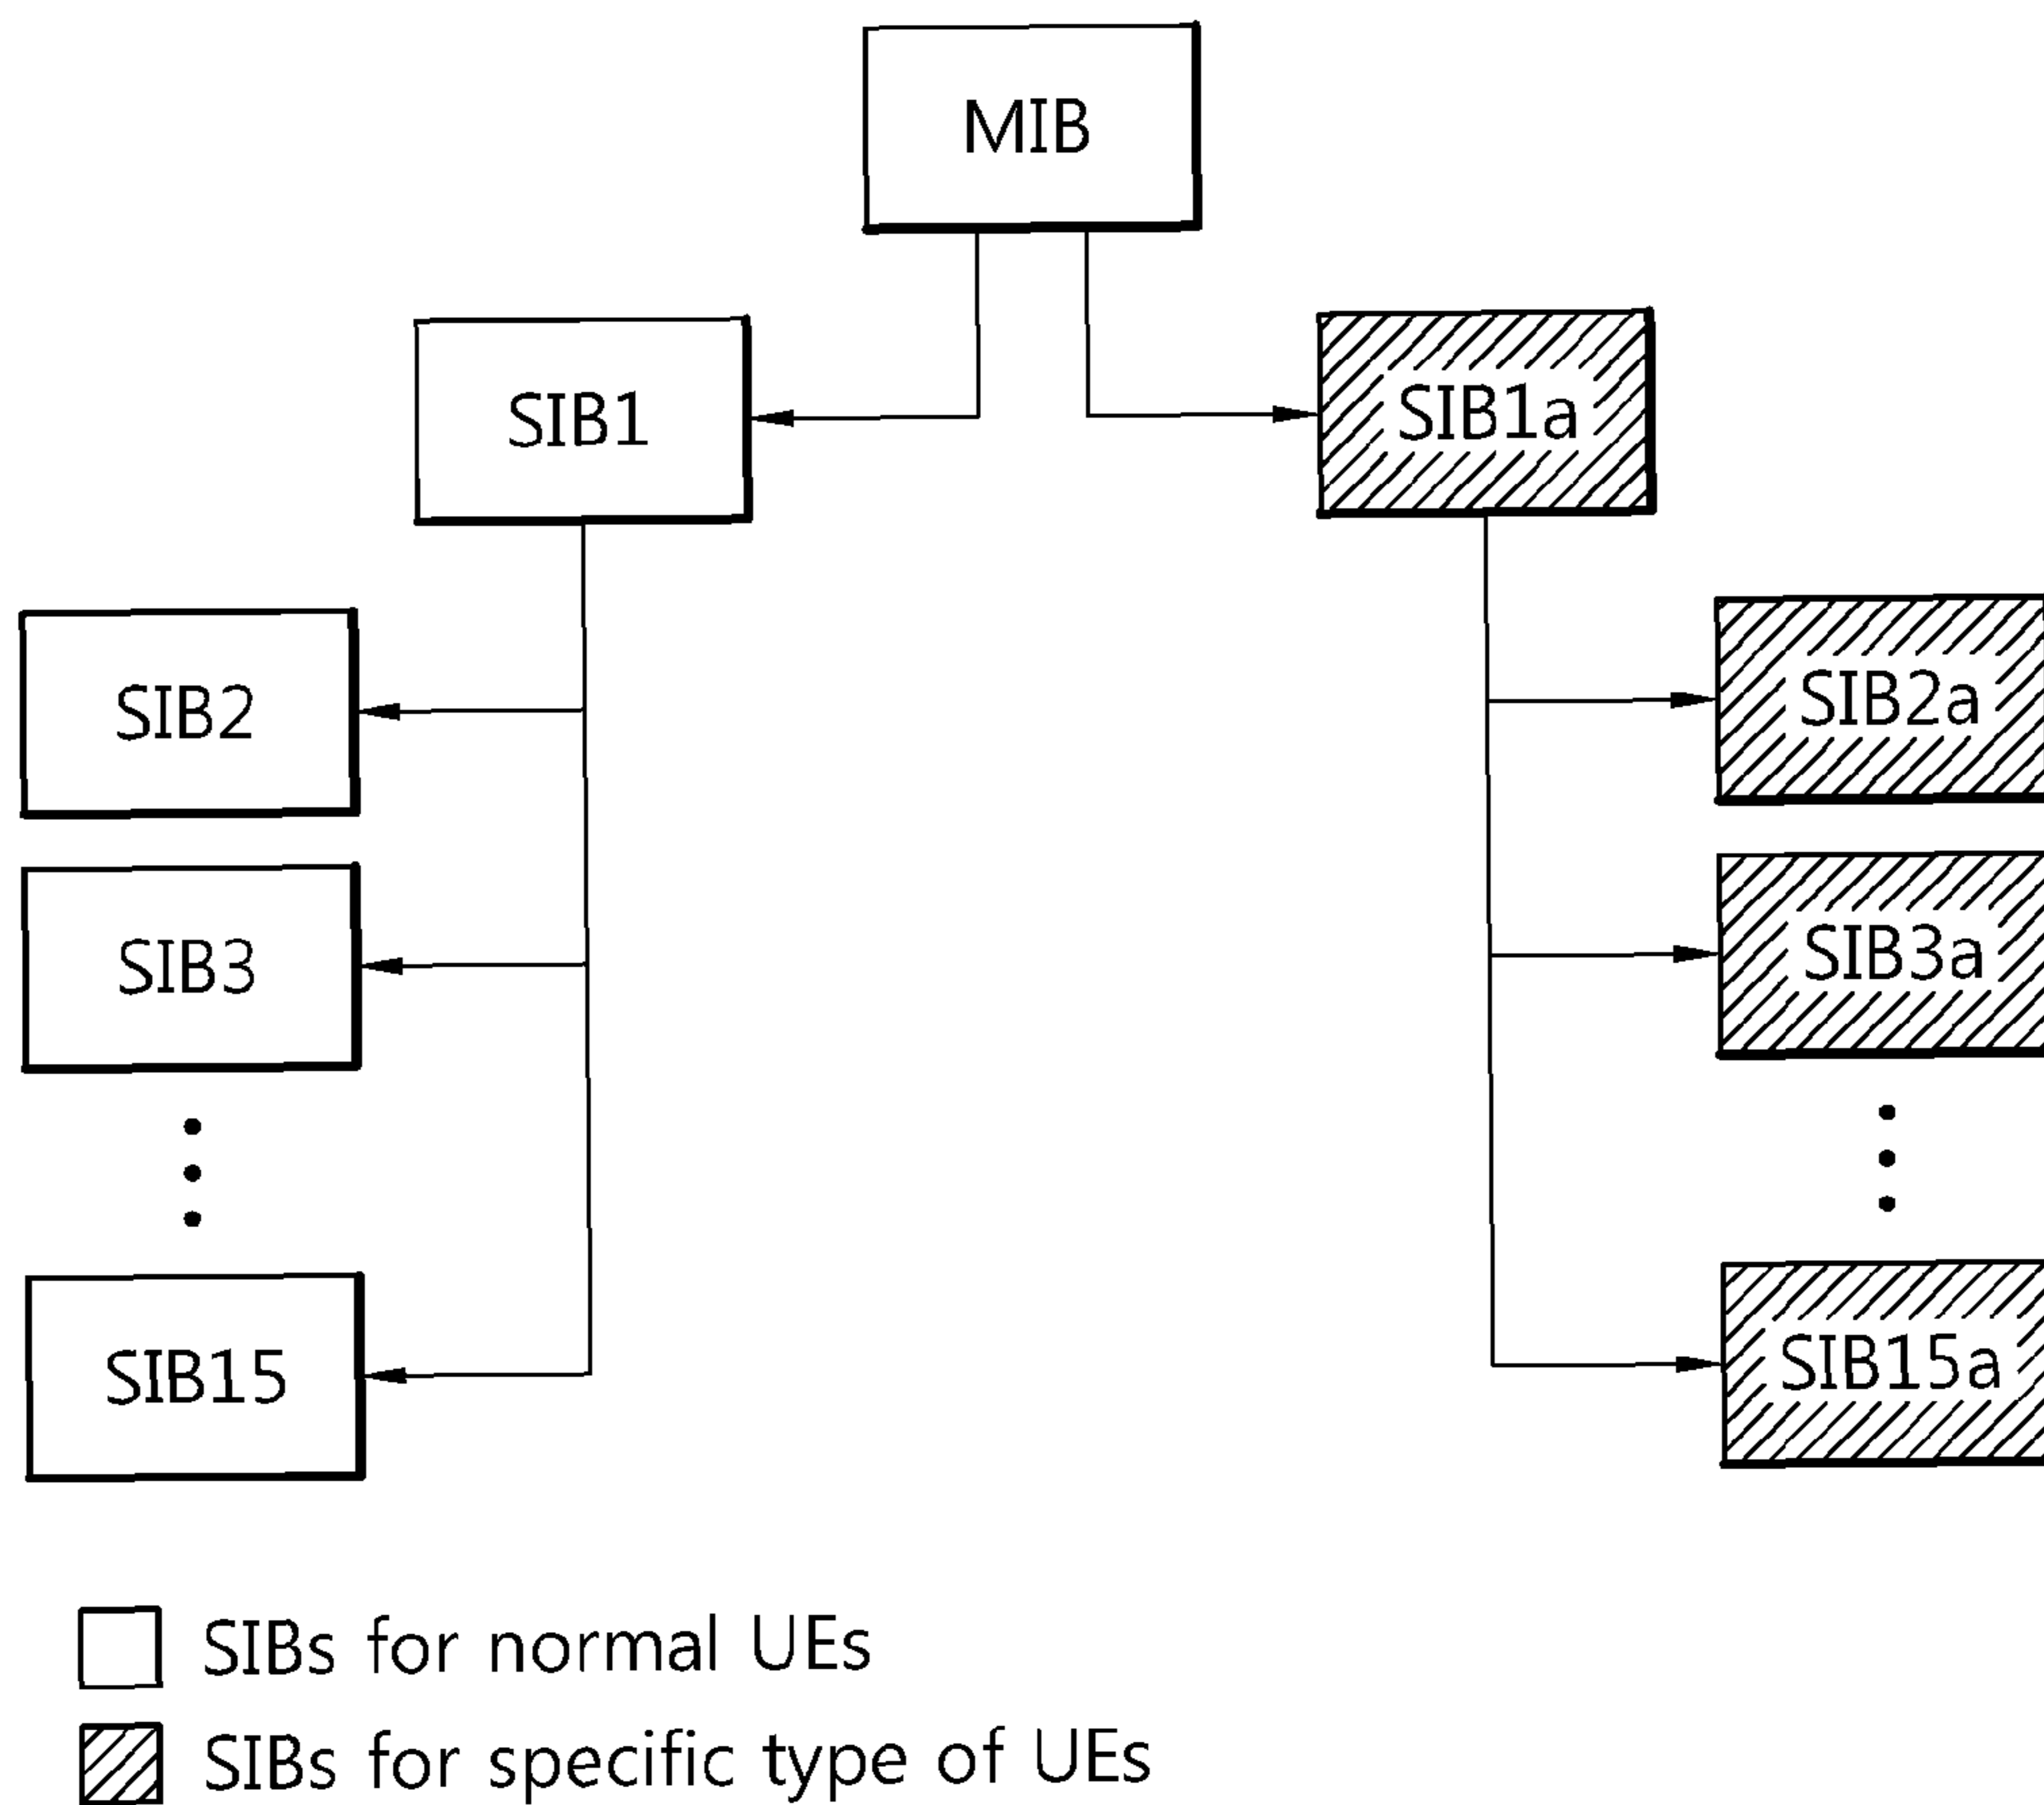 MIB
SIB1
SIB1a
SIB2
SIB2a
SIB3
SIB3a
SIB15
SIB15a
SIBs for normal UEs
SIBs for specific type of UEs